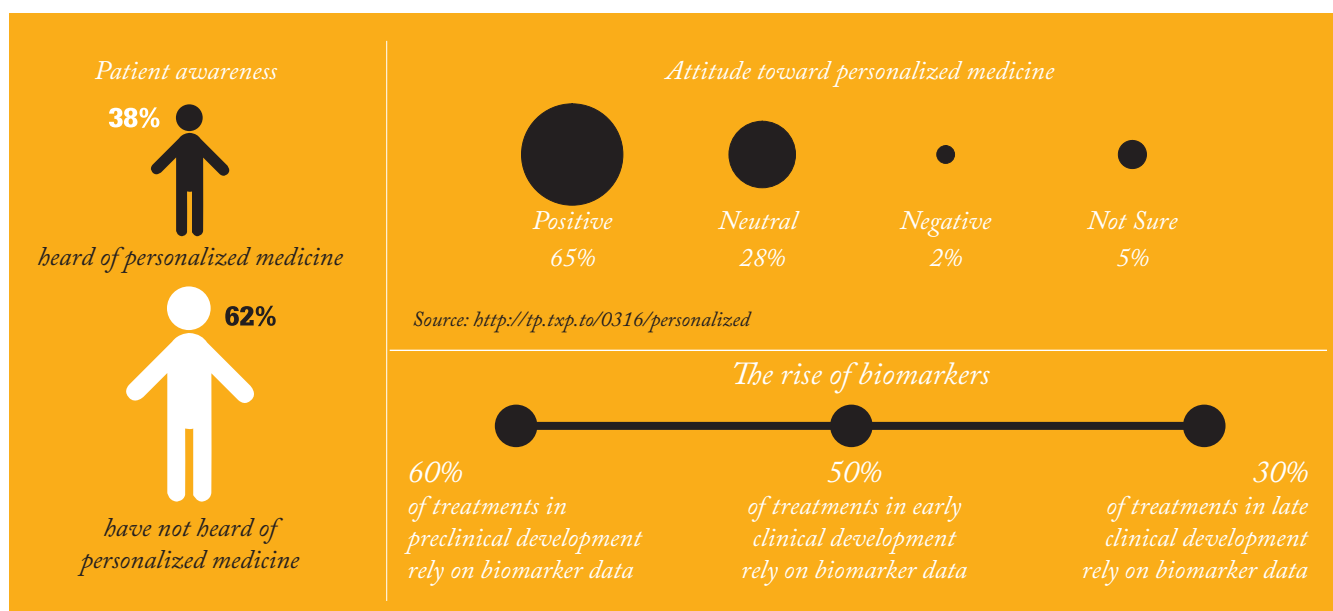 Patient awareness
38%
heard of personalized medicine
62%
have not heard of
personalized medicine
Attitude toward personalized medicine
Positive
65%
Neutral
28%
Negative
2%
Not Sure
5%
Source: http://tp.txp.to/0316/personalized
The rise of biomarkers
60%
of treatments in
preclinical development
rely on biomarker data
50%
of treatments in early
clinical development
rely on biomarker data
30%
of treatments in late
clinical development
rely on biomarker data